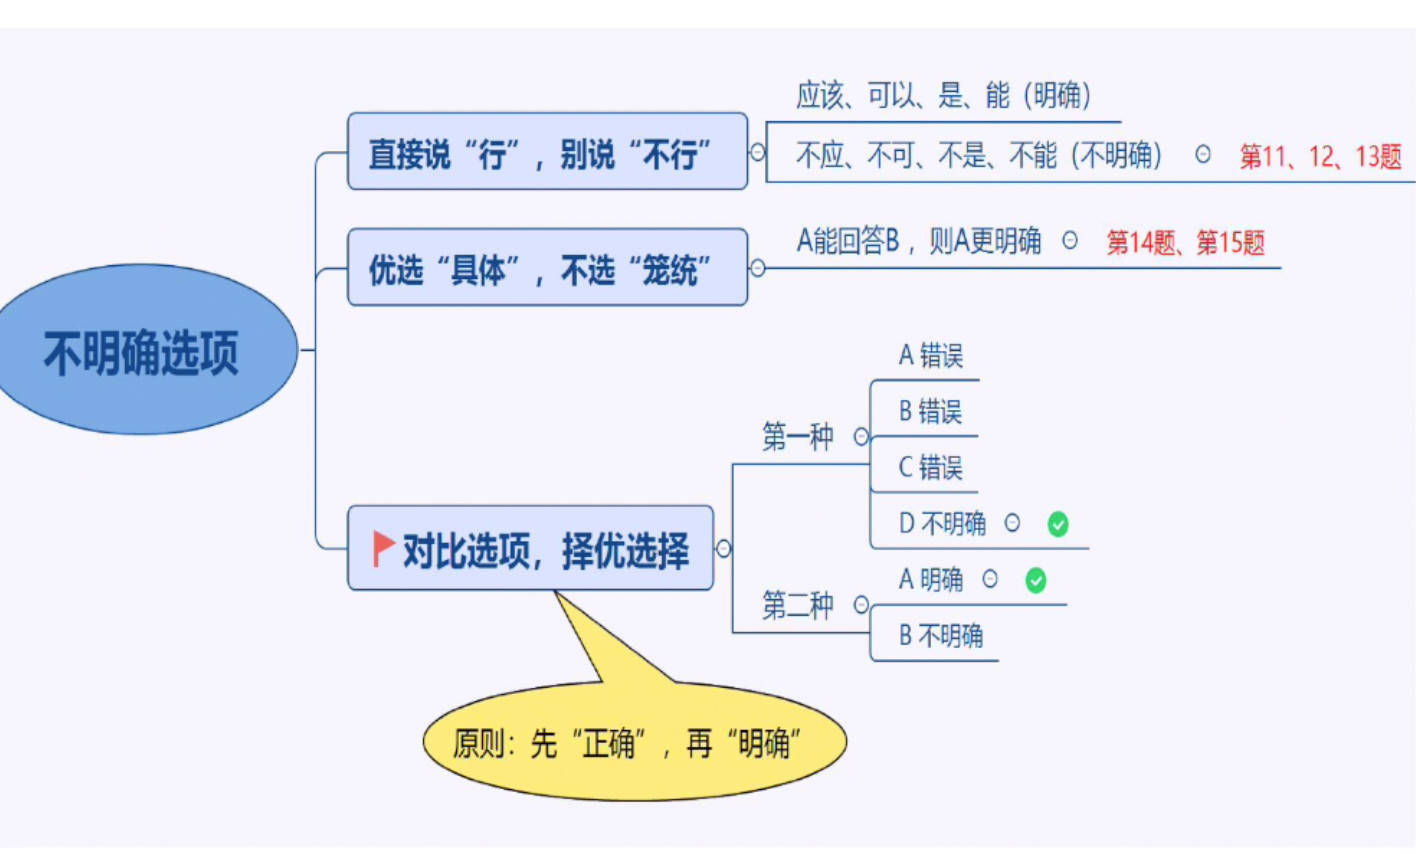 不明确选项
直接说“行”，别说“不行”
应该、可以、是、能（明确）
不应、不可、不是、不能（不明确）
第11、12、13题
优选“具体”，不选“笼统”
A能回答B，则A更明确
第14题、第15题
对比选项，择优选择
第一种
A 错误
B 错误
C 错误
D 不明确
第二种
A 明确
B 不明确
原则：先“正确”，再“明确”